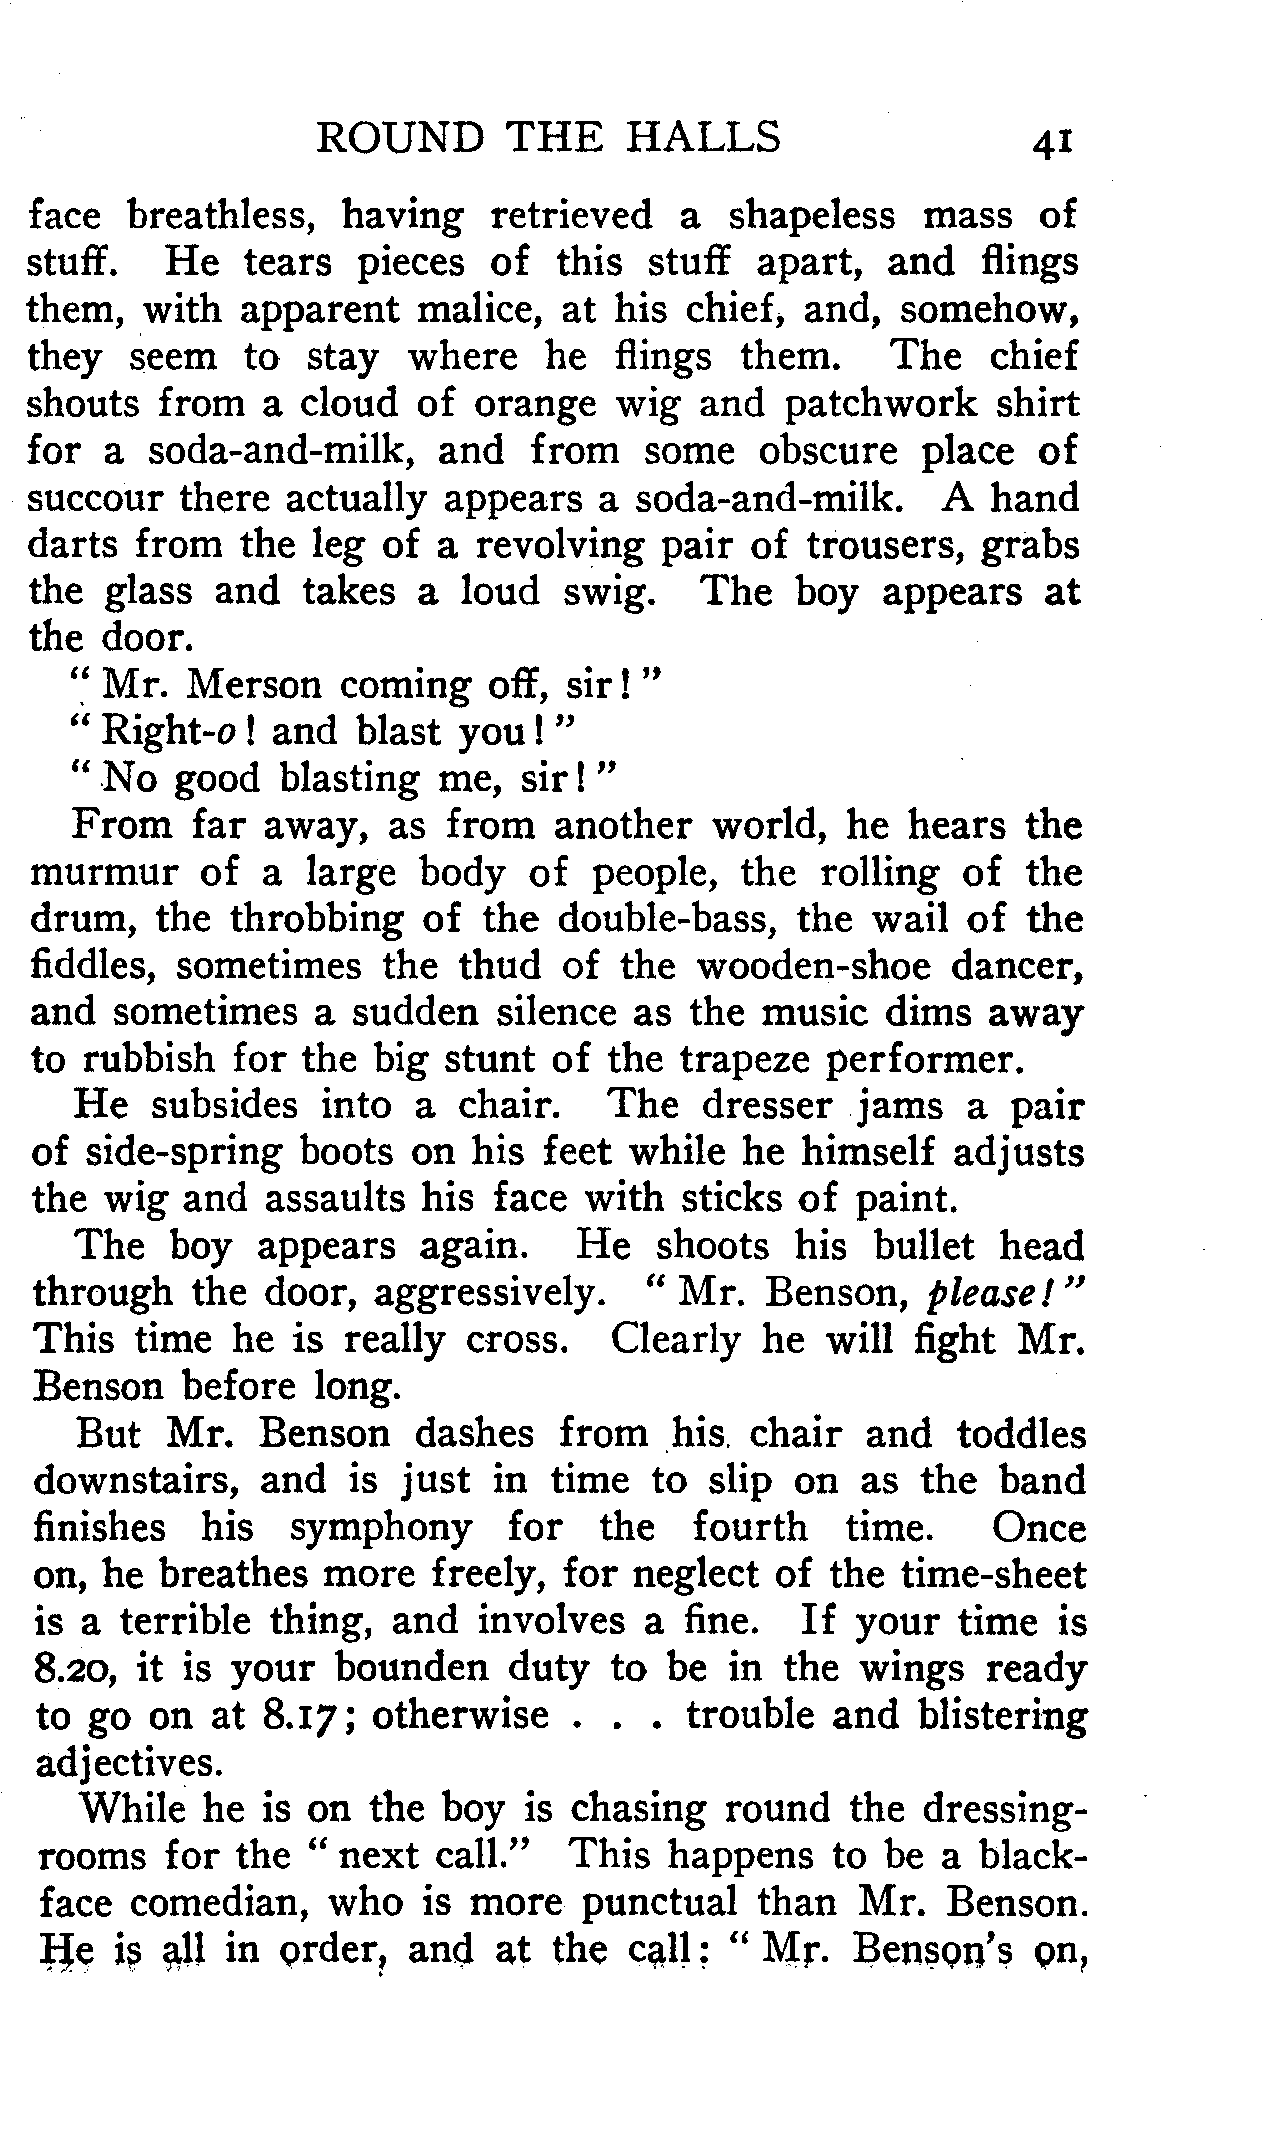 ROUND THE HALLS 41
face breathless, having retrieved a shapeless mass of
stuff. He tears pieces of this stuff apart, and flings
them, with apparent malice, at his chief, and, somehow,
they seem to stay where he flings them. The chief
shouts from a cloud of orange wig and patchwork shirt
for a soda-and-milk, and from some obscure place of
succour there actually appears a soda-and-milk. A hand
darts from the leg of a revolving pair of trousers, grabs
the glass and takes a loud swig. The boy appears at
the door.
" Mr. Merson coming off, sir! "
" Right-o! and blast you! "
" No good blasting me, sir! "
From far away, as from another world, he hears the
murmur of a large body of people, the rolling of the
drum, the throbbing of the double-bass, the wail of the
fiddles, sometimes the thud of the wooden-shoe dancer,
and sometimes a sudden silence as the music dims away
to rubbish for the big stunt of the trapeze performer.
He subsides into a chair. The dresser jams a pair
of side-spring boots on his feet while he himself adjusts
the wig and assaults his face with sticks of paint.
The boy appears again. He shoots his bullet head
through the door, aggressively. " Mr. Benson, please! "
This time he is really cross. Clearly he will fight Mr.
Benson before long.
But Mr. Benson dashes from his chair and toddles
downstairs, and is just in time to slip on as the band
finishes his symphony for the fourth time. Once
on, he breathes more freely, for neglect of the time-sheet
is a terrible thing, and involves a fine. If your time is
8.20, it is your bounden duty to be in the wings ready
to go on at 8.17; otherwise . . . trouble and blistering
adjectives.
While he is on the boy is chasing round the dressing-
rooms for the " next call." This happens to be a black-
face comedian, who is more punctual than Mr. Benson.
He is all in order, and at the call: " Mr. Benson's on,